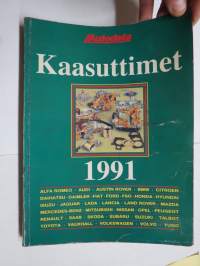 Autodata
Kaasuttimet
1991
ALFA ROMEO · AUDI · AUSTIN ROVER · BMW · CITROEN
DAIHATSU · DAIMLER · FIAT · FORD · FSO · HONDA · HYUNDAI
ISUZU · JAGUAR · LADA · LANCIA · LAND ROVER · MAZDA
MERCEDES-BENZ · MITSUBISHI · NISSAN · OPEL · PEUGEOT
RENAULT · SAAB · SKODA · SUBARU · SUZUKI · TALBOT
TOYOTA · VAUXHALL · VOLKSWAGEN · VOLVO · YUGO